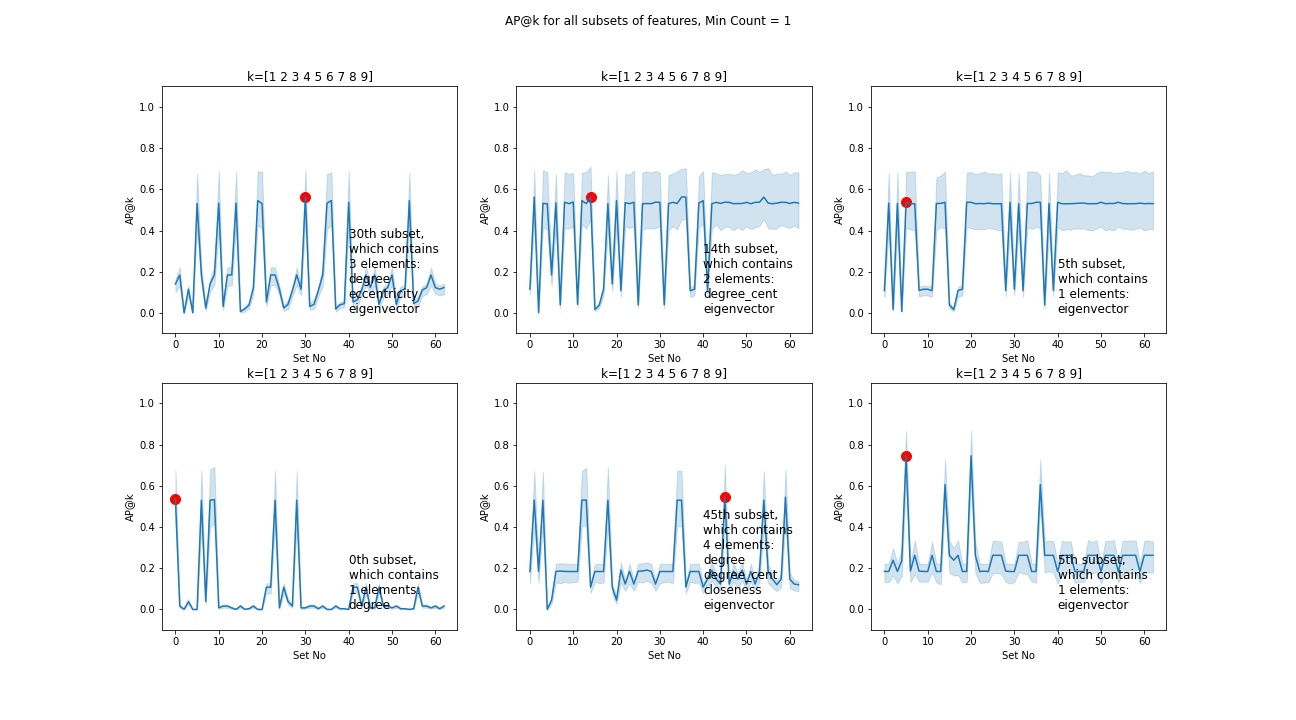 AP@k for all subsets of features, Min Count = 1
k=[1 2 3 4 5 6 7 8 9]
AP@k
1.0
0.8
0.6
0.4
0.2
0.0
30th subset,
which contains
3 elements:
degree
eccentricity
eigenvector
0 10 20 30 40 50 60
Set No
k=[1 2 3 4 5 6 7 8 9]
AP@k
1.0
0.8
0.6
0.4
0.2
0.0
14th subset,
which contains
2 elements:
degree_cent
eigenvector
0 10 20 30 40 50 60
Set No
k=[1 2 3 4 5 6 7 8 9]
AP@k
1.0
0.8
0.6
0.4
0.2
0.0
5th subset,
which contains
1 elements:
eigenvector
0 10 20 30 40 50 60
Set No
k=[1 2 3 4 5 6 7 8 9]
AP@k
1.0
0.8
0.6
0.4
0.2
0.0
0th subset,
which contains
1 elements:
degree
0 10 20 30 40 50 60
Set No
k=[1 2 3 4 5 6 7 8 9]
AP@k
1.0
0.8
0.6
0.4
0.2
0.0
45th subset,
which contains
4 elements:
degree
degree_cent
closeness
eigenvector
0 10 20 30 40 50 60
Set No
k=[1 2 3 4 5 6 7 8 9]
AP@k
1.0
0.8
0.6
0.4
0.2
0.0
5th subset,
which contains
1 elements:
eigenvector
0 10 20 30 40 50 60
Set No